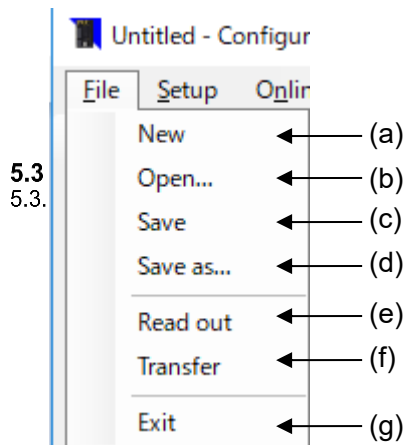 Untitled - Configur
File Setup Onlin
New (a)
5.3
Open... (b)
5.3.
Save (c)
Save as... (d)
Read out (e)
Transfer (f)
Exit (g)